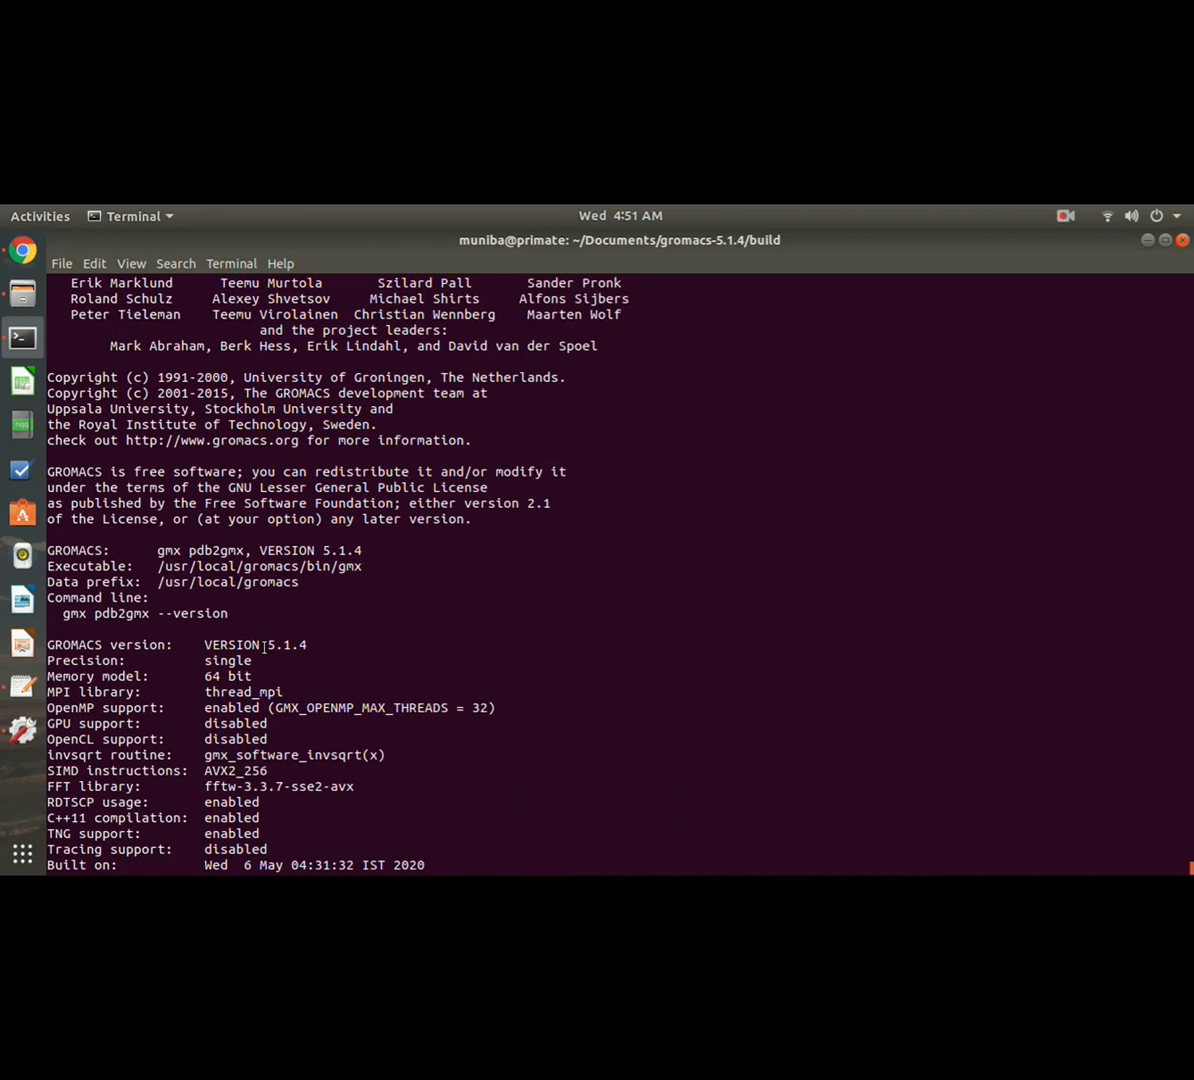 Activities Terminal Wed 4:51 AM
muniba@primate: ~/Documents/gromacs-5.1.4/build
File Edit View Search Terminal Help
Erik Marklund Teemu Murtola Szilard Pall Sander Pronk
Roland Schulz Alexey Shvetsov Michael Shirts Alfons Sijbers
Peter Tieleman Teemu Virolainen Christian Wennberg Maarten Wolf
and the project leaders:
Mark Abraham, Berk Hess, Erik Lindahl, and David van der Spoel
Copyright (c) 1991-2000, University of Groningen, The Netherlands.
Copyright (c) 2001-2015, The GROMACS development team at
Uppsala University, Stockholm University and
the Royal Institute of Technology, Sweden.
check out http://www.gromacs.org for more information.
GROMACS is free software; you can redistribute it and/or modify it
under the terms of the GNU Lesser General Public License
as published by the Free Software Foundation; either version 2.1
of the License, or (at your option) any later version.
GROMACS: gmx pdb2gmx, VERSION 5.1.4
Executable: /usr/local/gromacs/bin/gmx
Data prefix: /usr/local/gromacs
Command line:
gmx pdb2gmx --version
GROMACS version: VERSION 5.1.4
Precision: single
Memory model: 64 bit
MPI library: thread_mpi
OpenMP support: enabled (GMX_OPENMP_MAX_THREADS = 32)
GPU support: disabled
OpenCL support: disabled
invsqrt routine: gmx_software_invsqrt(x)
SIMD instructions: AVX2_256
FFT library: fftw-3.3.7-sse2-avx
RDTSCP usage: enabled
C++11 compilation: enabled
TNG support: enabled
Tracing support: disabled
Built on: Wed 6 May 04:31:32 IST 2020